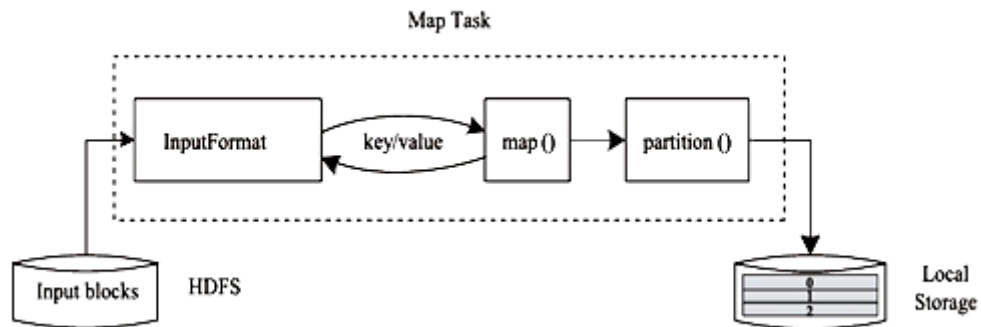 Map Task
InputFormat
key/value
map ()
partition ()
Input blocks
HDFS
0
1
2
Local
Storage